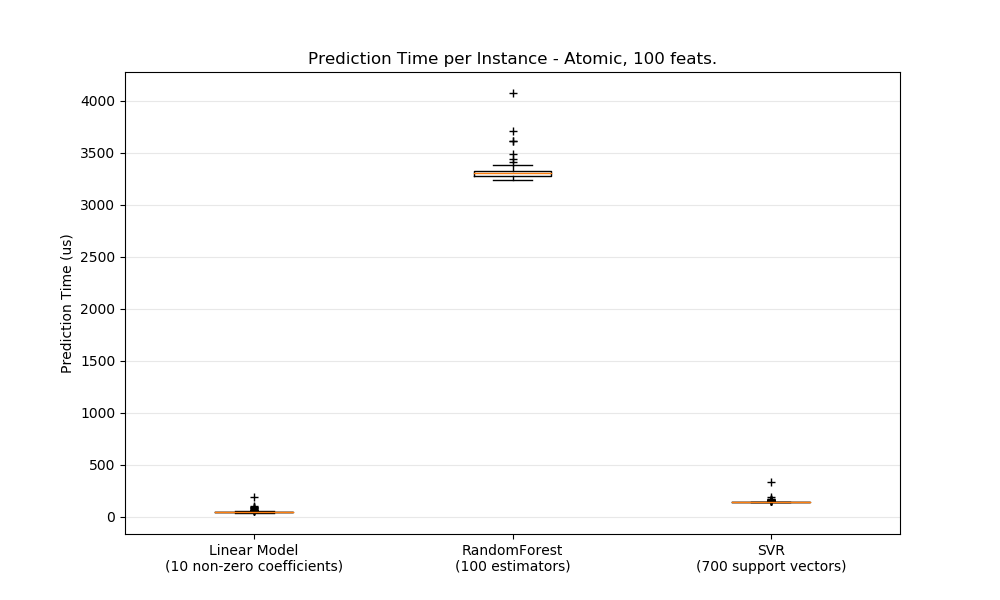 Prediction Time per Instance - Atomic, 100 feats.
Prediction Time (us)
4000
3500
3000
2500
2000
1500
1000
500
0
Linear Model
(10 non-zero coefficients)
RandomForest
(100 estimators)
SVR
(700 support vectors)